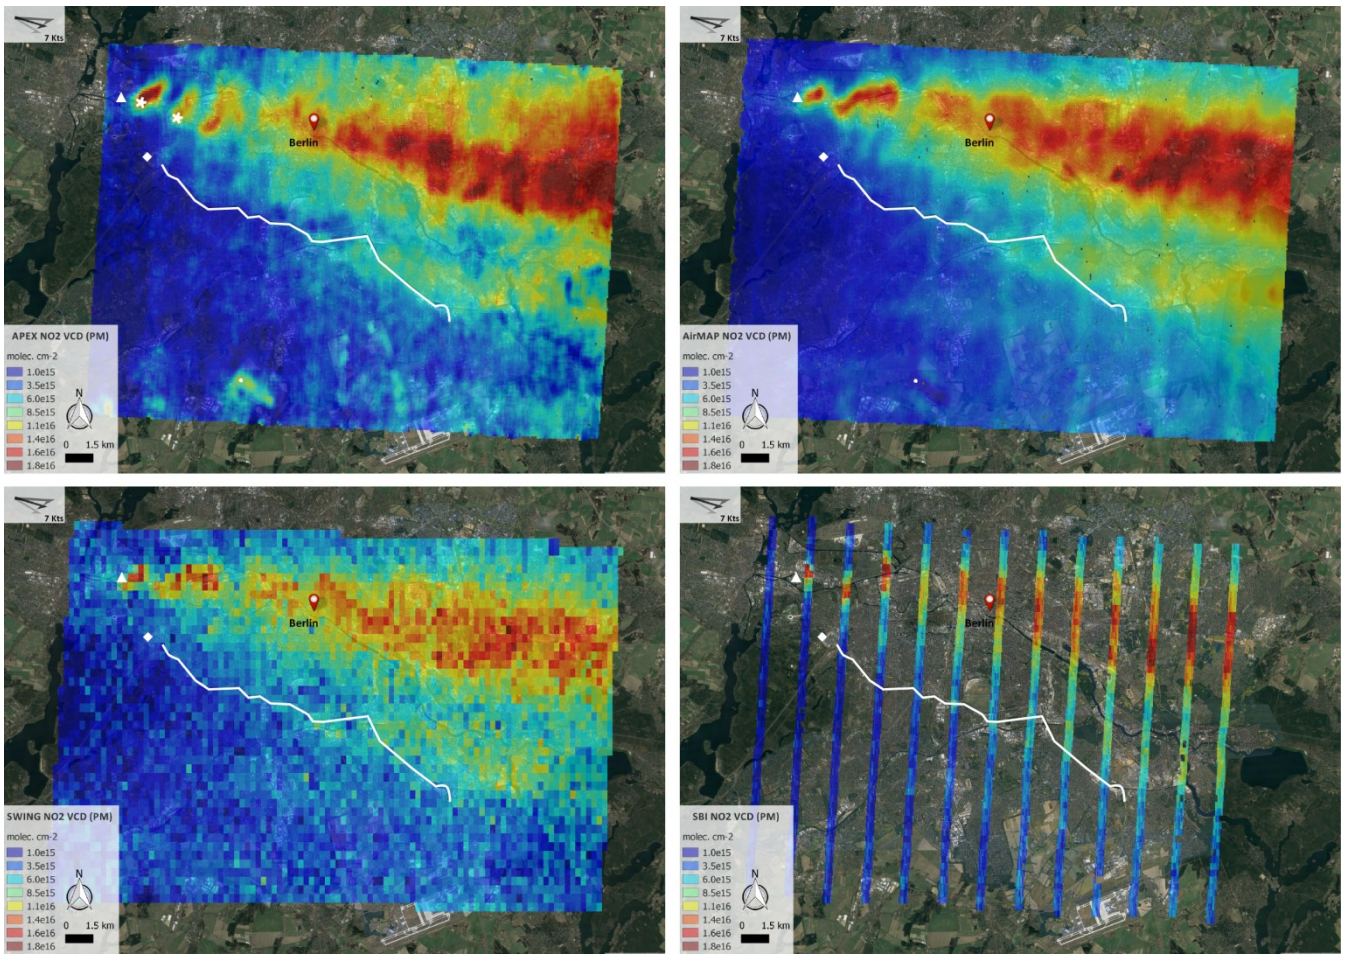 7 Kts
Berlin
APEX NO2 VCD (PM)
molec. cm-2
1.0e15
3.5e15
6.0e15
8.5e15
1.1e16
1.4e16
1.6e16
1.8e16
N
0 1.5 km
7 Kts
Berlin
AirMAP NO2 VCD (PM)
molec. cm-2
1.0e15
3.5e15
6.0e15
8.5e15
1.1e16
1.4e16
1.6e16
1.8e16
N
0 1.5 km
7 Kts
Berlin
SWING NO2 VCD (PM)
molec. cm-2
1.0e15
3.5e15
6.0e15
8.5e15
1.1e16
1.4e16
1.6e16
1.8e16
N
0 1.5 km
7 Kts
Berlin
SBI NO2 VCD (PM)
molec. cm-2
1.0e15
3.5e15
6.0e15
8.5e15
1.1e16
1.4e16
1.6e16
1.8e16
N
0 1.5 km